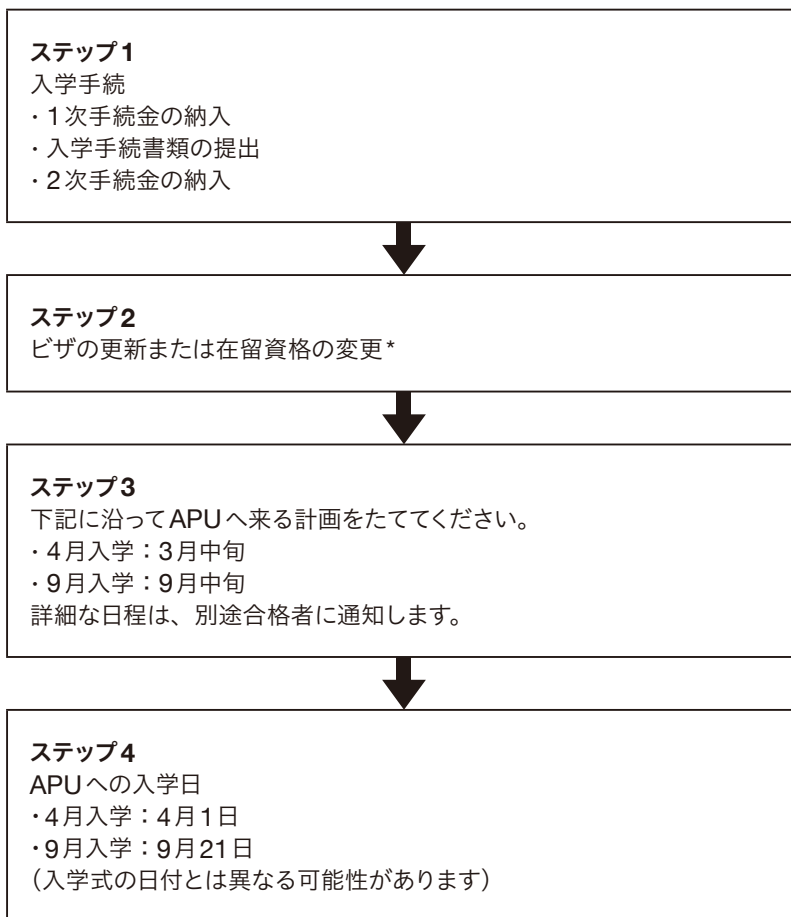 ステップ1
入学手続
・1次手続金の納入
・入学手続書類の提出
・2次手続金の納入
ステップ2
ビザの更新または在留資格の変更*
ステップ3
下記に沿ってAPUへ来る計画をたててください。
・4月入学：3月中旬
・9月入学：9月中旬
詳細な日程は、別途合格者に通知します。
ステップ4
APUへの入学日
・4月入学：4月1日
・9月入学：9月21日
（入学式の日付とは異なる可能性があります）